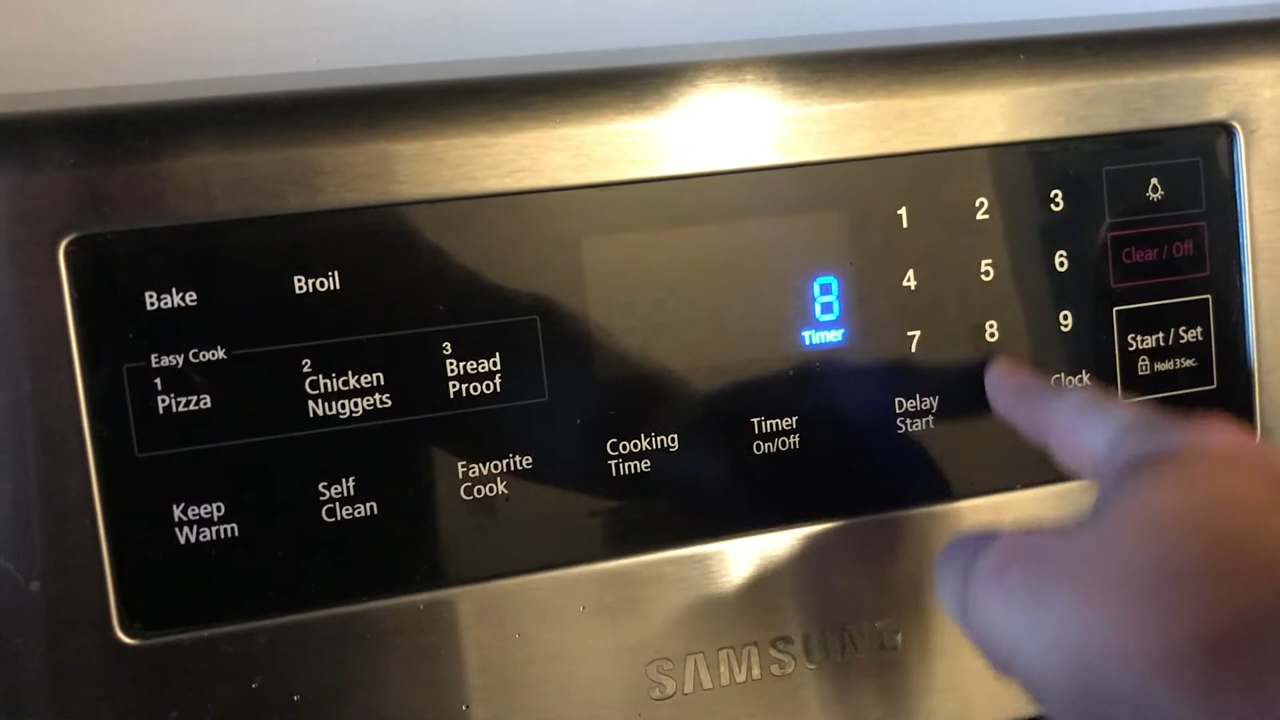 Bake
Broil
Easy Cook
1
Pizza
2
Chicken
Nuggets
3
Bread
Proof
Keep
Warm
Self
Clean
Favorite
Cook
Cooking
Time
Timer
On/Off
8
Timer
1 2 3
4 5 6
7 8 9
Delay
Start
Clock
Clear / Off
Start / Set
Hold 3 Sec.
SAMSUNG